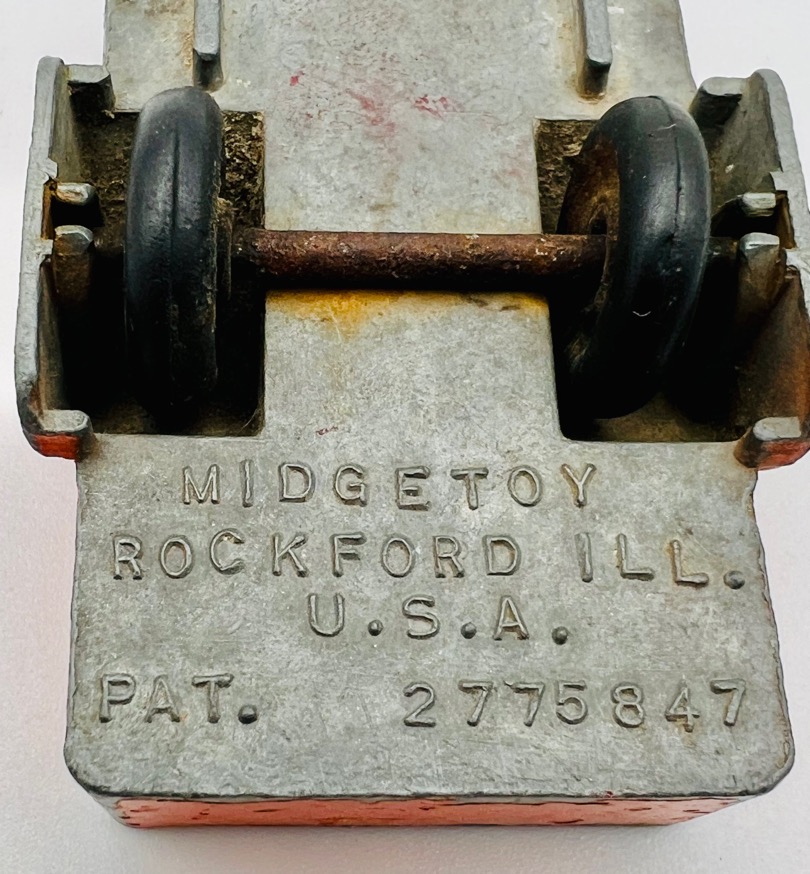 MIDGETOY
ROCKFORD ILL.
U.S.A.
PAT. 2775847